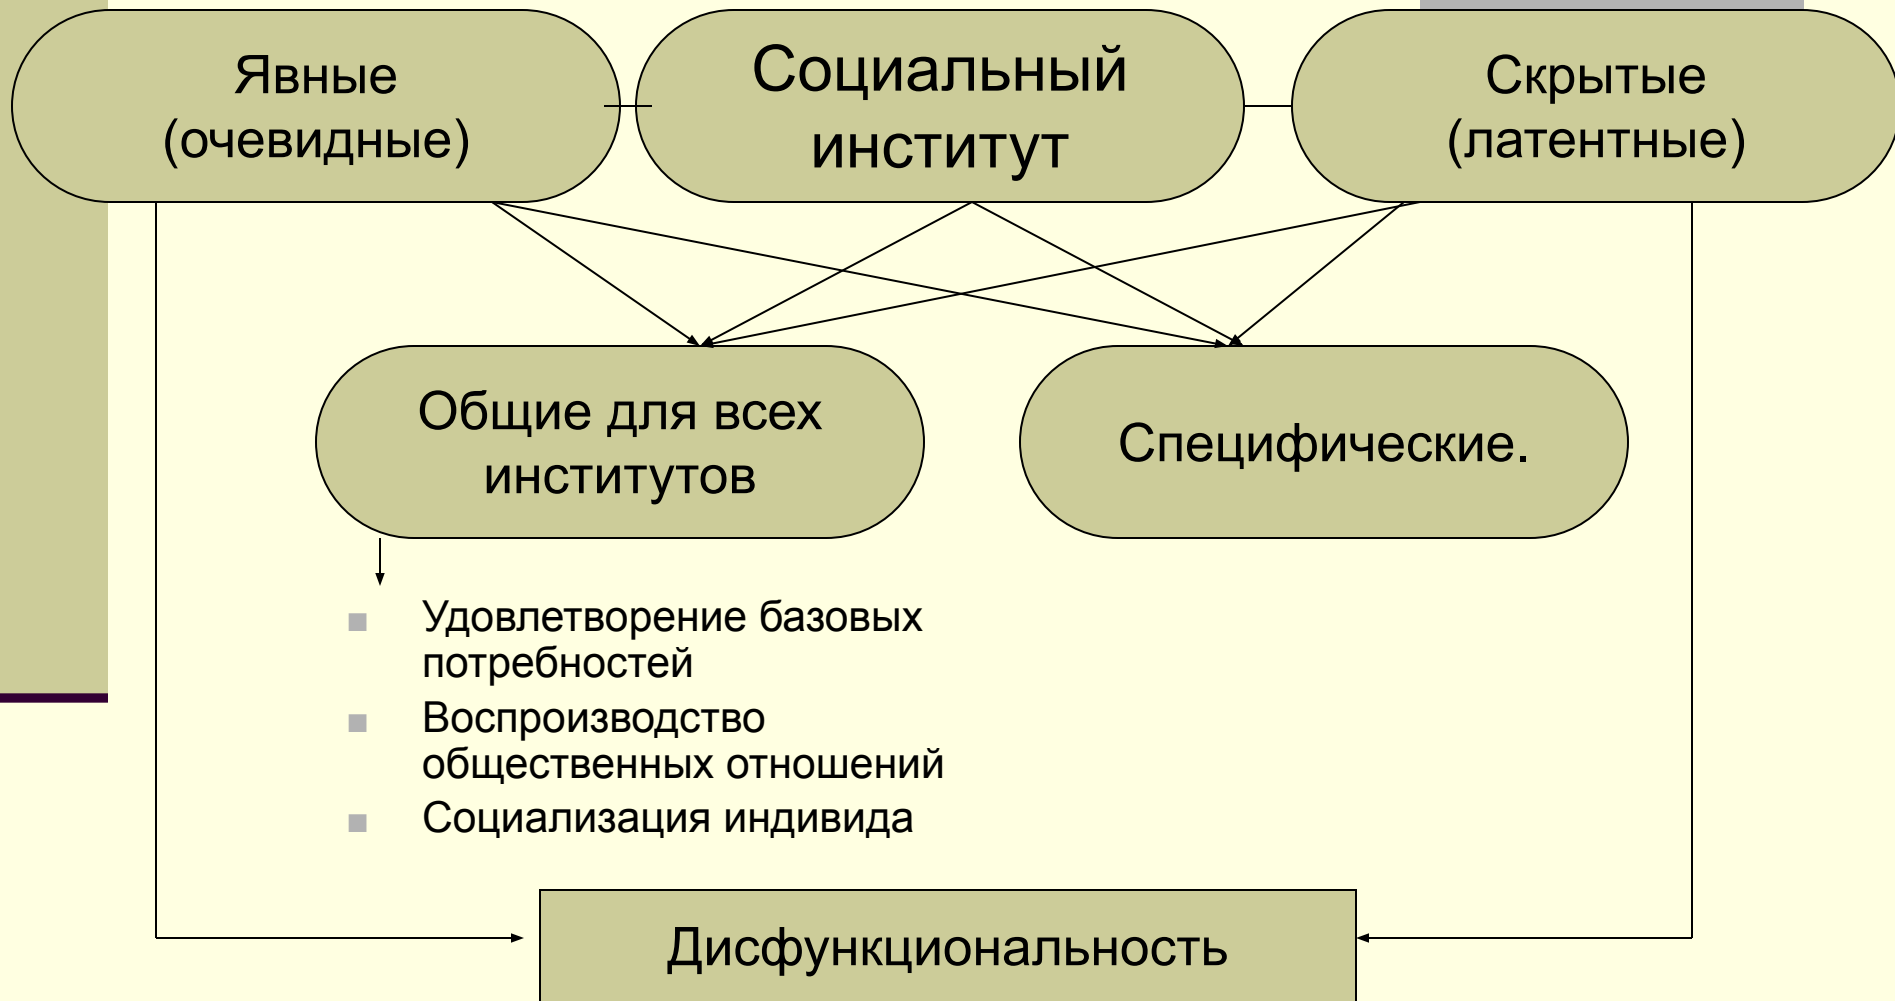 Явные
(очевидные)
Социальный
институт
Скрытые
(латентные)
Общие для всех
институтов
Специфические.
Удовлетворение базовых
потребностей
Воспроизводство
общественных отношений
Социализация индивида
Дисфункциональность